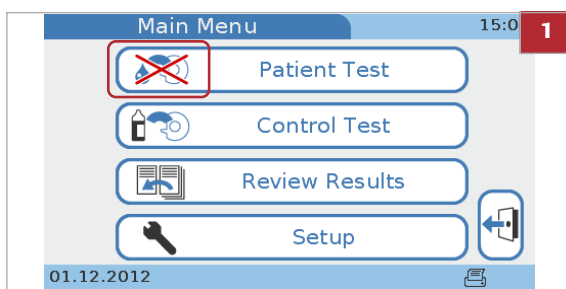 Main Menu 15:0
1
Patient Test
Control Test
Review Results
Setup
01.12.2012